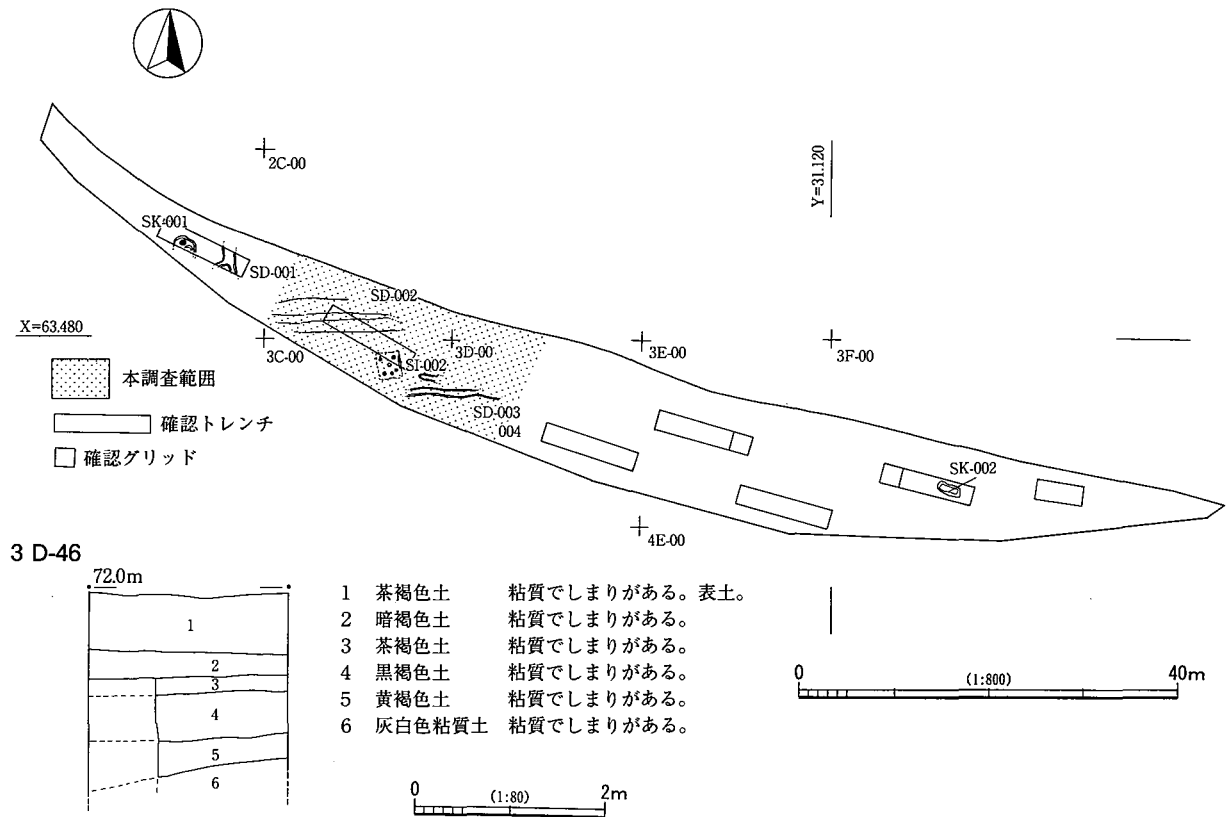 2C-00
Y=31.120
SK-001
SD-001
SD-002
X=63.480
3C-00
3D-00
3E-00
3F-00
SI-002
本調査範囲
確認トレンチ
確認グリッド
SD-003
004
SK-002
4E-00
3 D-46
72.0m
1
2
3
4
5
6
1 茶褐色土 粘質でしまりがある。表土。
2 暗褐色土 粘質でしまりがある。
3 茶褐色土 粘質でしまりがある。
4 黒褐色土 粘質でしまりがある。
5 黄褐色土 粘質でしまりがある。
6 灰白色粘質土 粘質でしまりがある。
0 (1:800) 40m
0 (1:80) 2m